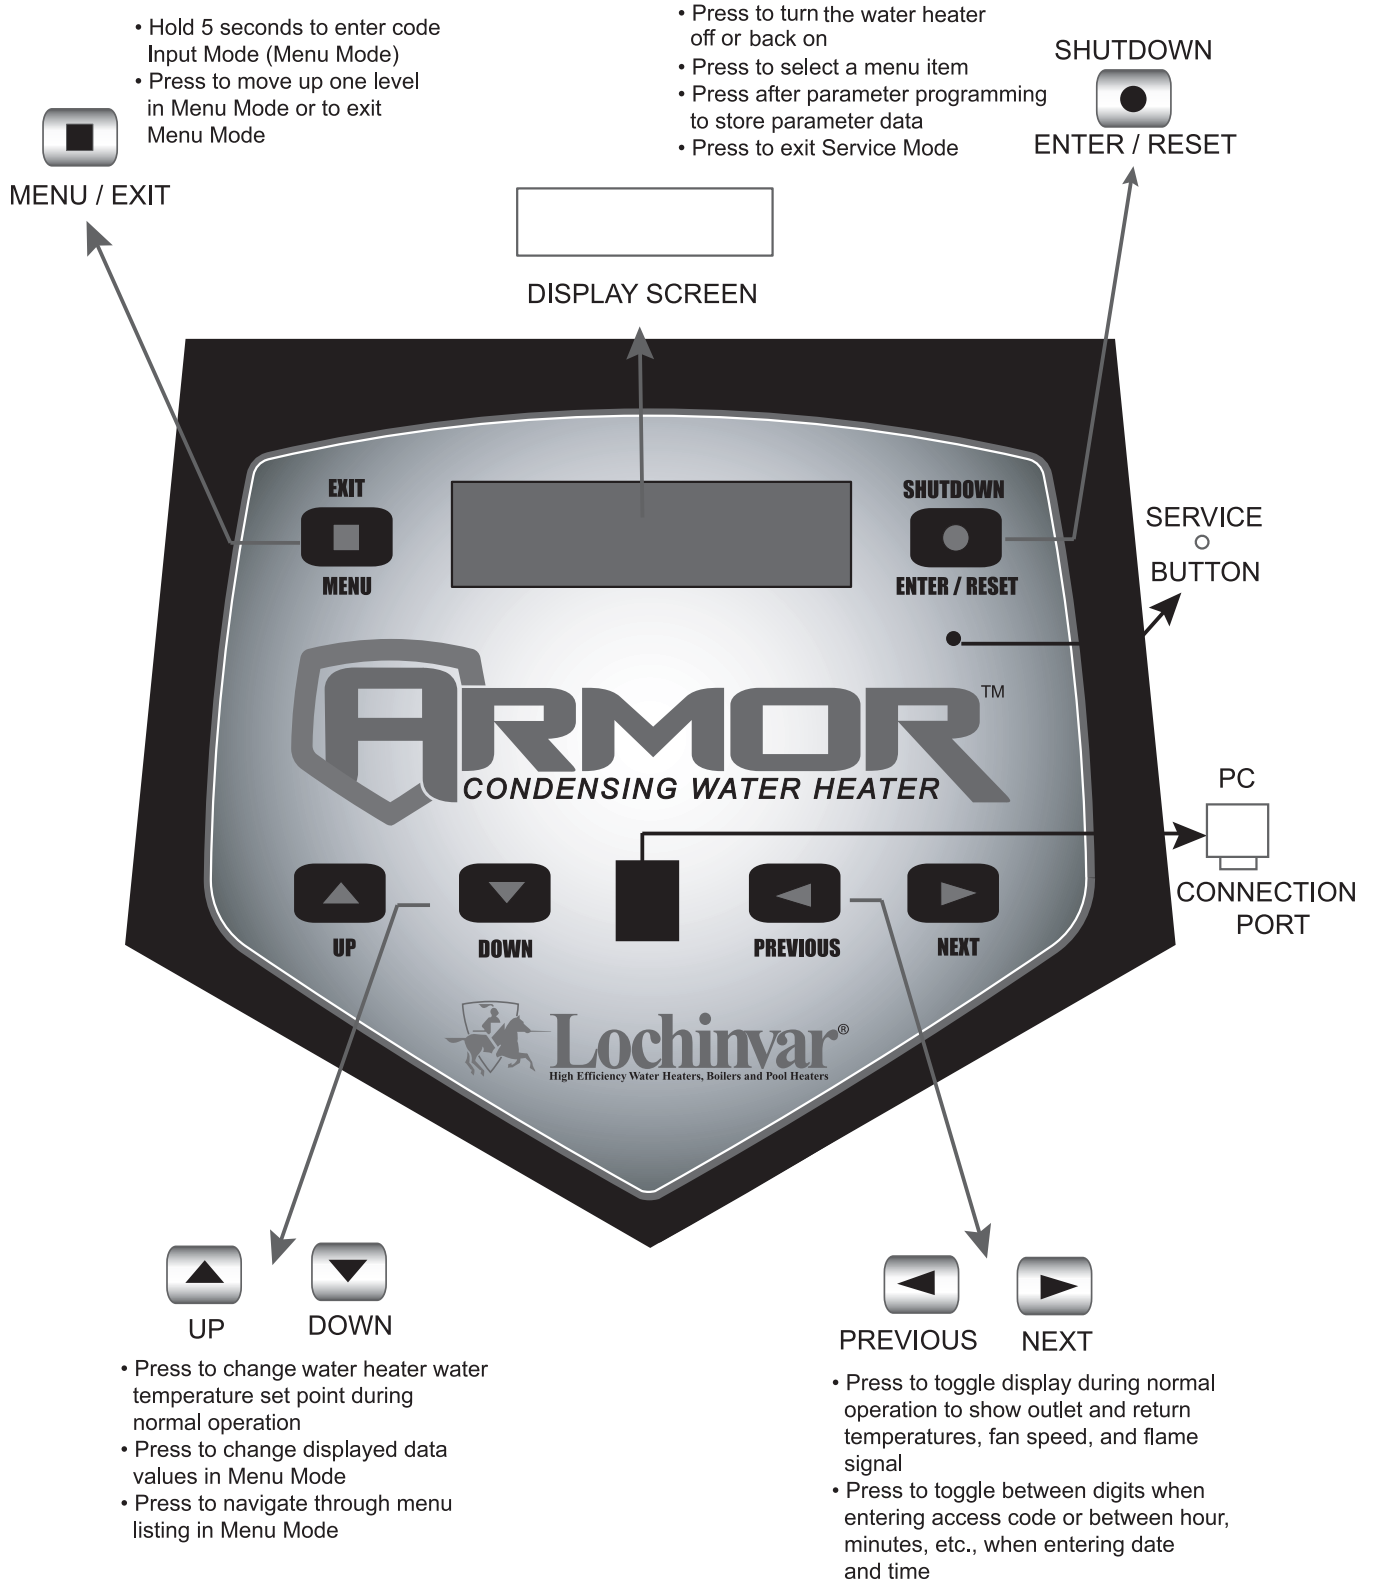 • Hold 5 seconds to enter code
Input Mode (Menu Mode)
• Press to move up one level
in Menu Mode or to exit
Menu Mode
MENU / EXIT
• Press to turn the water heater
off or back on
• Press to select a menu item
• Press after parameter programming
to store parameter data
• Press to exit Service Mode
SHUTDOWN
ENTER / RESET
DISPLAY SCREEN
EXIT
MENU
SHUTDOWN
ENTER / RESET
SERVICE
BUTTON
ARMOR™
CONDENSING WATER HEATER
PC
CONNECTION
PORT
UP
DOWN
PREVIOUS
NEXT
Lochinvar®
High Efficiency Water Heaters, Boilers and Pool Heaters
UP
DOWN
• Press to change water heater water
temperature set point during
normal operation
• Press to change displayed data
values in Menu Mode
• Press to navigate through menu
listing in Menu Mode
PREVIOUS
NEXT
• Press to toggle display during normal
operation to show outlet and return
temperatures, fan speed, and flame
signal
• Press to toggle between digits when
entering access code or between hour,
minutes, etc., when entering date
and time